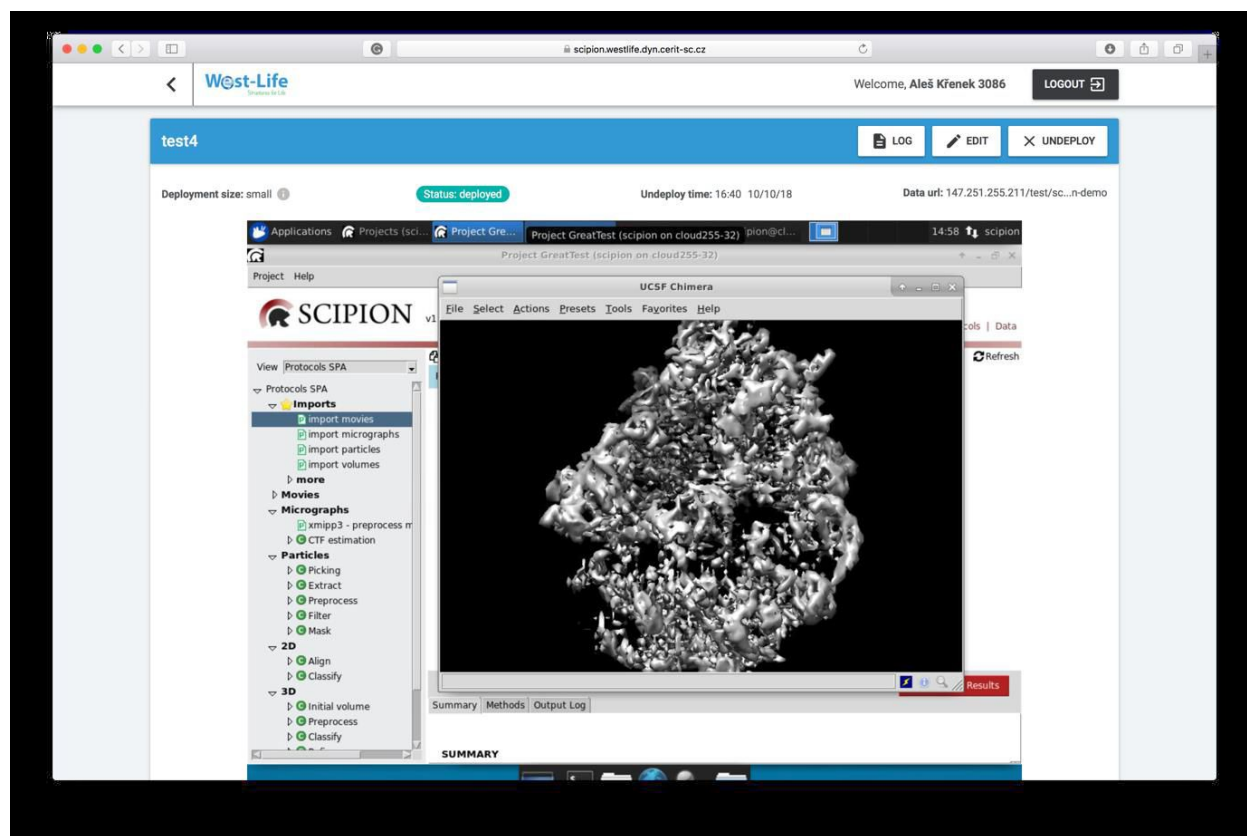 scipion.westlife.dyn.cerit-sc.cz
West-Life
Welcome, Aleš Křenek 3086
LOGOUT
test4
LOG
EDIT
UNDEPLOY
Deployment size: small
Status: deployed
Undeploy time: 16:40 10/10/18
Data url: 147.251.255.211/test/sc...n-demo
Applications
Projects (sci...
Project Gre...
Project GreatTest (scipion on cloud255-32)
pion@cl...
14:58
scipion
Project GreatTest (scipion on cloud255-32)
Project Help
UCSF Chimera
SCIPION
v1
File Select Actions Presets Tools Favorites Help
cols | Data
View Protocols SPA
Refresh
Protocols SPA
Imports
import movies
import micrographs
import particles
import volumes
more
Movies
Micrographs
xmipp3 - preprocess m
CTF estimation
Particles
Picking
Extract
Preprocess
Filter
Mask
2D
Align
Classify
3D
Initial volume
Preprocess
Classify
Results
Summary Methods Output Log
SUMMARY